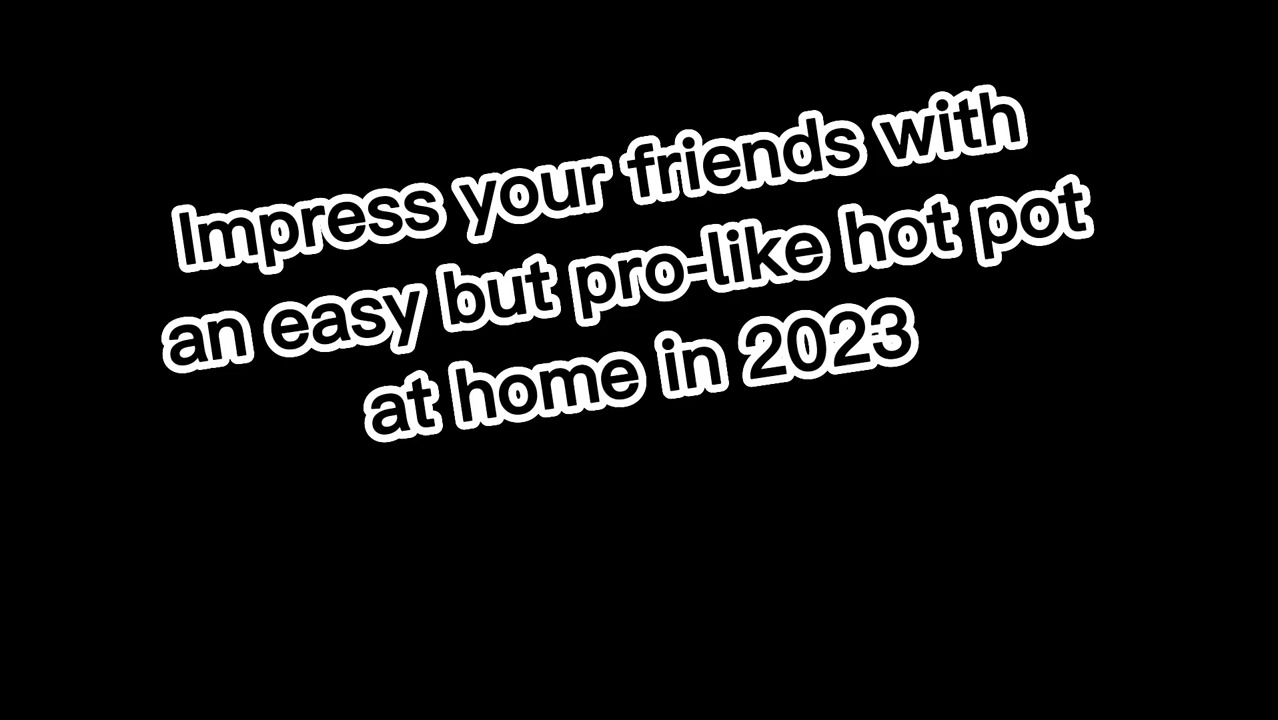 Impress your friends with
an easy but pro-like hot pot
at home in 2023